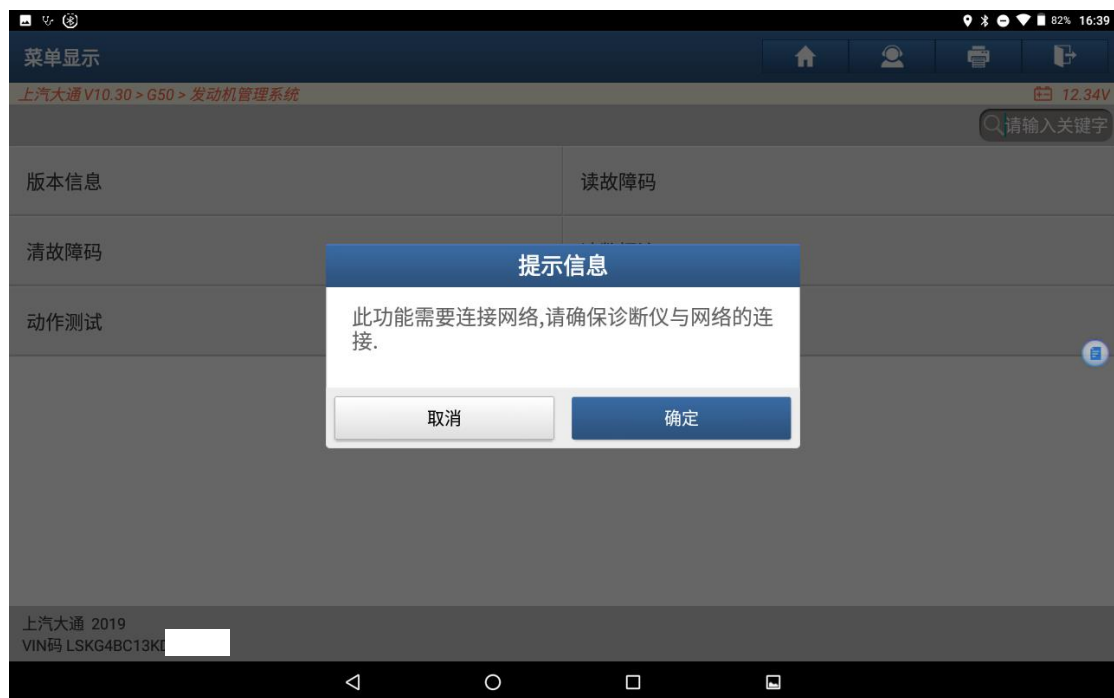 82% 16:39
菜单显示
上汽大通 V10.30 > G50 > 发动机管理系统
12.34V
请输入关键字
版本信息
读故障码
清故障码
提示信息
动作测试
此功能需要连接网络,请确保诊断仪与网络的连
接.
取消
确定
上汽大通 2019
VIN码 LSKG4BC13KD